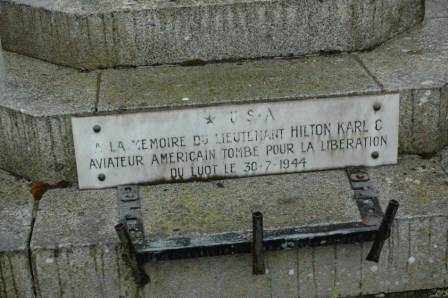 ★ U S A
A LA MEMOIRE DU LIEUTENANT HILTON KARL C
AVIATEUR AMERICAIN TOMBE POUR LA LIBERATION
DU LUOT LE 30-7-1944